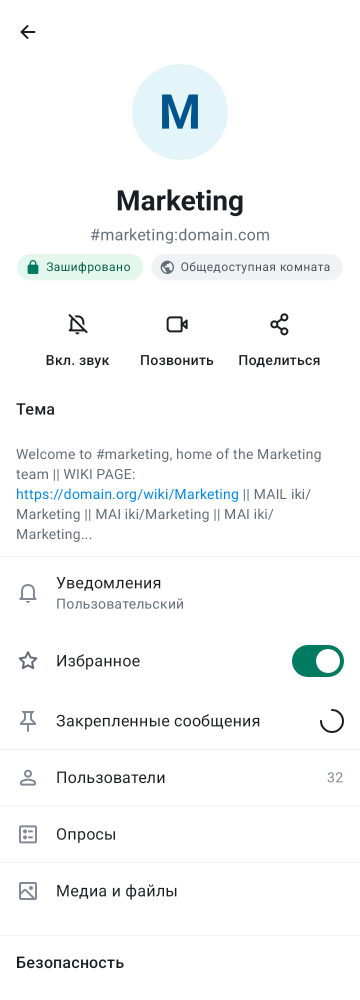 M
Marketing
#marketing:domain.com
Зашифровано
Общедоступная комната
Вкл. звук
Позвонить
Поделиться
Тема
Welcome to #marketing, home of the Marketing
team || WIKI PAGE:
https://domain.org/wiki/Marketing || MAIL iki/
Marketing || MAI iki/Marketing || MAI iki/
Marketing...
Уведомления
Пользовательский
Избранное
Закрепленные сообщения
Пользователи
32
Опросы
Медиа и файлы
Безопасность